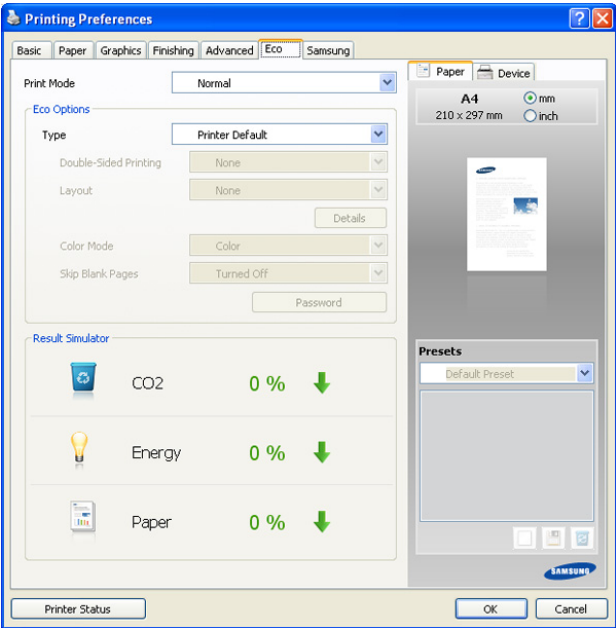 Printing Preferences
Basic Paper Graphics Finishing Advanced Eco Samsung
Print Mode Normal
Eco Options
Type Printer Default
Double-Sided Printing None
Layout None
Details
Color Mode Color
Skip Blank Pages Turned Off
Password
Result Simulator
CO2 0 %
Energy 0 %
Paper 0 %
Paper Device
A4
210 x 297 mm
mm
inch
SAMSUNG
Presets
Default Preset
SAMSUNG
Printer Status OK Cancel